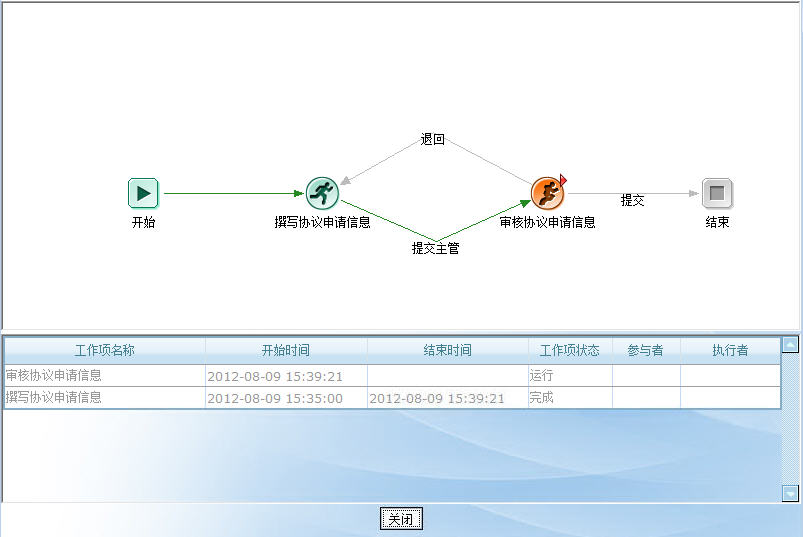 退回
开始
撰写协议申请信息
审核协议申请信息
提交
结束
提交主管
工作项名称 开始时间 结束时间 工作项状态 参与者 执行者
审核协议申请信息 2012-08-09 15:39:21 运行
撰写协议申请信息 2012-08-09 15:35:00 2012-08-09 15:39:21 完成
关闭